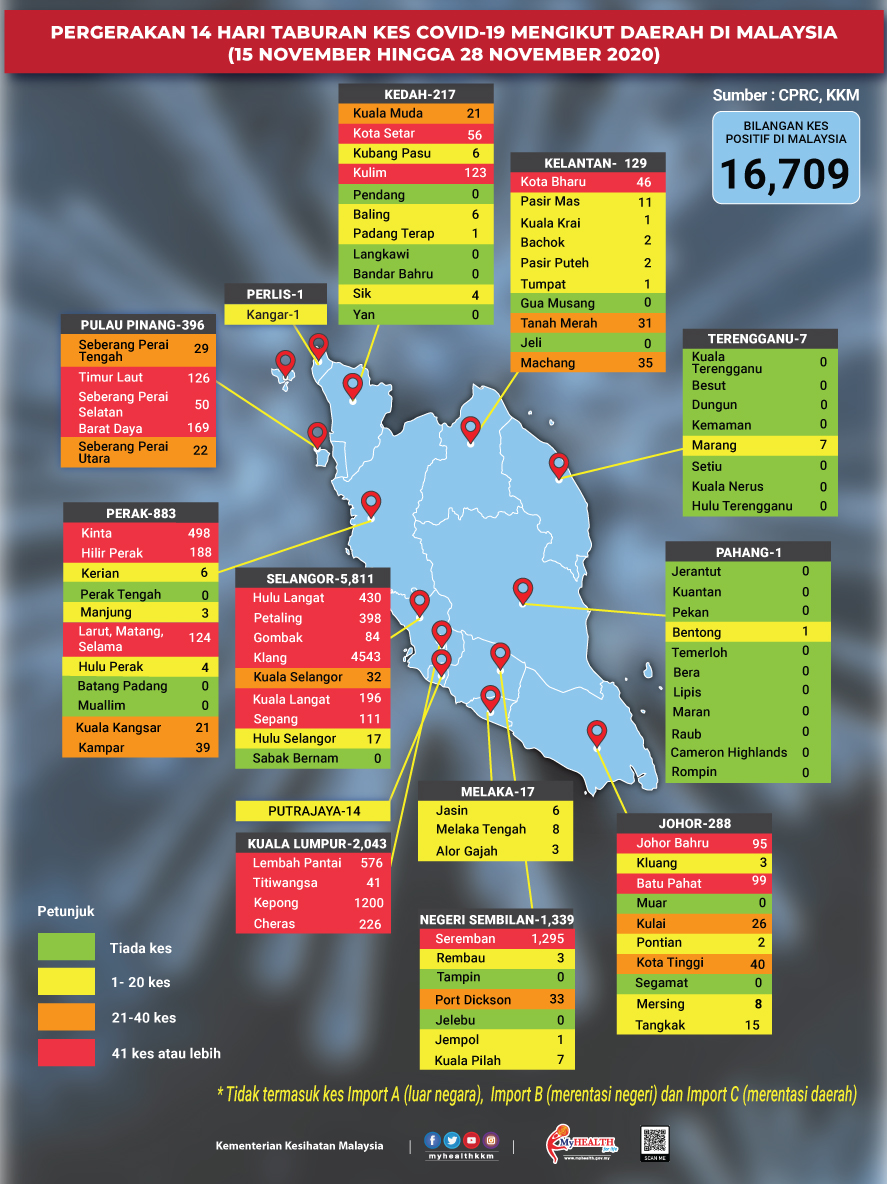 PERGERAKAN 14 HARI TABURAN KES COVID-19 MENGIKUT DAERAH DI MALAYSIA
(15 NOVEMBER HINGGA 28 NOVEMBER 2020)
Sumber : CPRC, KKM
BILANGAN KES
POSITIF DI MALAYSIA
16,709
KEDAH-217
Kuala Muda 21
Kota Setar 56
Kubang Pasu 6
Kulim 123
Pendang 0
Baling 6
Padang Terap 1
Langkawi 0
Bandar Bahru 0
Sik 4
Yan 0
KELANTAN- 129
Kota Bharu 46
Pasir Mas 11
Kuala Krai 1
Bachok 2
Pasir Puteh 2
Tumpat 1
Gua Musang 0
Tanah Merah 31
Jeli 0
Machang 35
PERLIS-1
Kangar-1
PULAU PINANG-396
Seberang Perai
Tengah 29
Timur Laut 126
Seberang Perai
Selatan 50
Barat Daya 169
Seberang Perai
Utara 22
TERENGGANU-7
Kuala
Terengganu 0
Besut 0
Dungun 0
Kemaman 0
Marang 7
Setiu 0
Kuala Nerus 0
Hulu Terengganu 0
PERAK-883
Kinta 498
Hilir Perak 188
Kerian 6
Perak Tengah 0
Manjung 3
Larut, Matang,
Selama 124
Hulu Perak 4
Batang Padang 0
Muallim 0
Kuala Kangsar 21
Kampar 39
SELANGOR-5,811
Hulu Langat 430
Petaling 398
Gombak 84
Klang 4543
Kuala Selangor 32
Kuala Langat 196
Sepang 111
Hulu Selangor 17
Sabak Bernam 0
PAHANG-1
Jerantut 0
Kuantan 0
Pekan 0
Bentong 1
Temerloh 0
Bera 0
Lipis 0
Maran 0
Raub 0
Cameron Highlands 0
Rompin 0
PUTRAJAYA-14
KUALA LUMPUR-2,043
Lembah Pantai 576
Titiwangsa 41
Kepong 1200
Cheras 226
MELAKA-17
Jasin 6
Melaka Tengah 8
Alor Gajah 3
NEGERI SEMBILAN-1,339
Seremban 1,295
Rembau 3
Tampin 0
Port Dickson 33
Jelebu 0
Jempol 1
Kuala Pilah 7
JOHOR-288
Johor Bahru 95
Kluang 3
Batu Pahat 99
Muar 0
Kulai 26
Pontian 2
Kota Tinggi 40
Segamat 0
Mersing 8
Tangkak 15
Petunjuk
Tiada kes
1- 20 kes
21-40 kes
41 kes atau lebih
* Tidak termasuk kes Import A (luar negara), Import B (merentasi negeri) dan Import C (merentasi daerah)
Kementerian Kesihatan Malaysia
myhealthkkm
MyHEALTH
for life
www.myhealth.gov.my
SCAN ME